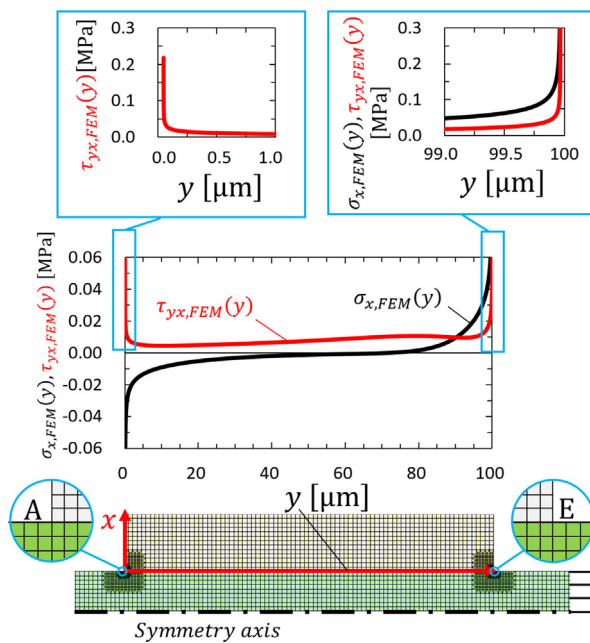 τyx,FEM(y) [MPa]
0.3
0.2
0.1
0.0
0.0 0.5 1.0
y [μm]
σx,FEM(y), τyx,FEM(y)
[MPa]
0.3
0.2
0.1
0.0
99.0 99.5 100
y [μm]
σx,FEM(y), τyx,FEM(y) [MPa]
0.06
0.04
0.02
0.00
-0.02
-0.04
-0.06
τyx,FEM(y)
σx,FEM(y)
0 20 40 60 80 100
y [μm]
A
x
E
Symmetry axis